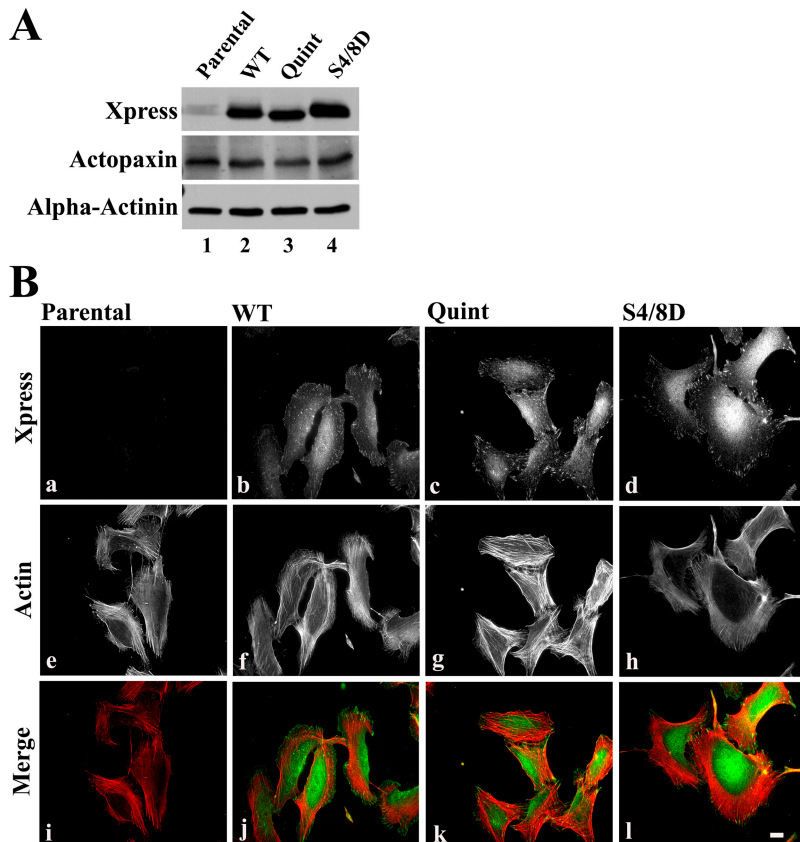 A
Parental WT Quint S4/8D
Xpress
Actopaxin
Alpha-Actinin
1 2 3 4
B
Parental WT Quint S4/8D
Xpress
a b c d
Actin
e f g h
Merge
i j k l